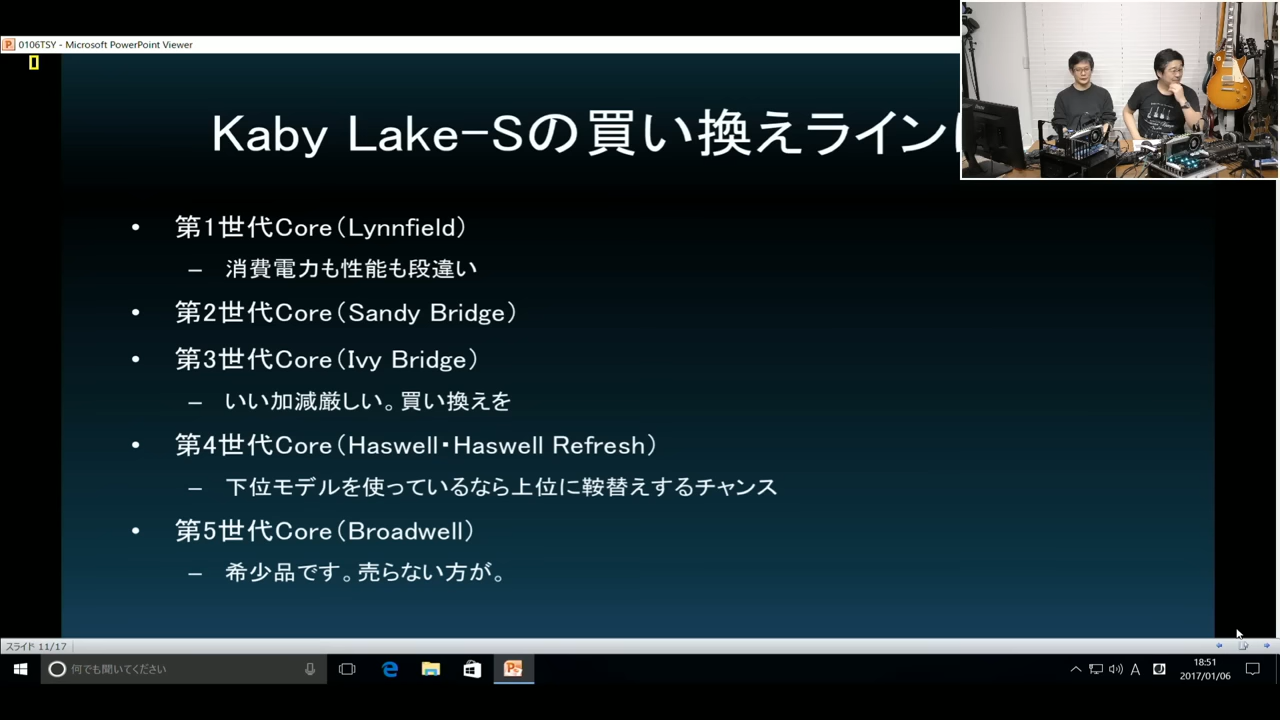 0106TSY - Microsoft PowerPoint Viewer
Kaby Lake-Sの買い換えライン
• 第1世代Core（Lynnfield）
– 消費電力も性能も段違い
• 第2世代Core（Sandy Bridge）
• 第3世代Core（Ivy Bridge）
– いい加減厳しい。買い換えを
• 第4世代Core（Haswell・Haswell Refresh）
– 下位モデルを使っているなら上位に鞍替えするチャンス
• 第5世代Core（Broadwell）
– 希少品です。売らない方が。
スライド 11/17
何でも聞いてください
A
18:51
2017/01/06